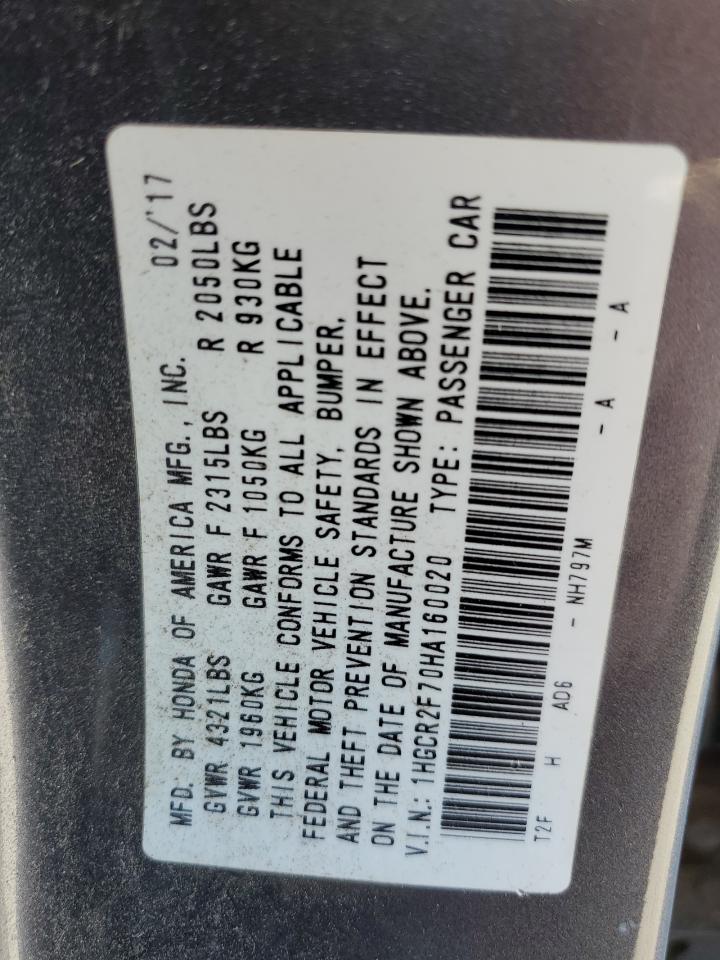 MFD. BY HONDA OF AMERICA MFG., INC. 02/'17
GVWR 4321LBS GAWR F 2315LBS R 2050LBS
GVWR 1960KG GAWR F 1050KG R 930KG
THIS VEHICLE CONFORMS TO ALL APPLICABLE
FEDERAL MOTOR VEHICLE SAFETY, BUMPER,
AND THEFT PREVENTION STANDARDS IN EFFECT
ON THE DATE OF MANUFACTURE SHOWN ABOVE.
V.I.N.: 1HGCR2F70HA160020 TYPE: PASSENGER CAR
T2F H AD6 - NH797M - A - A